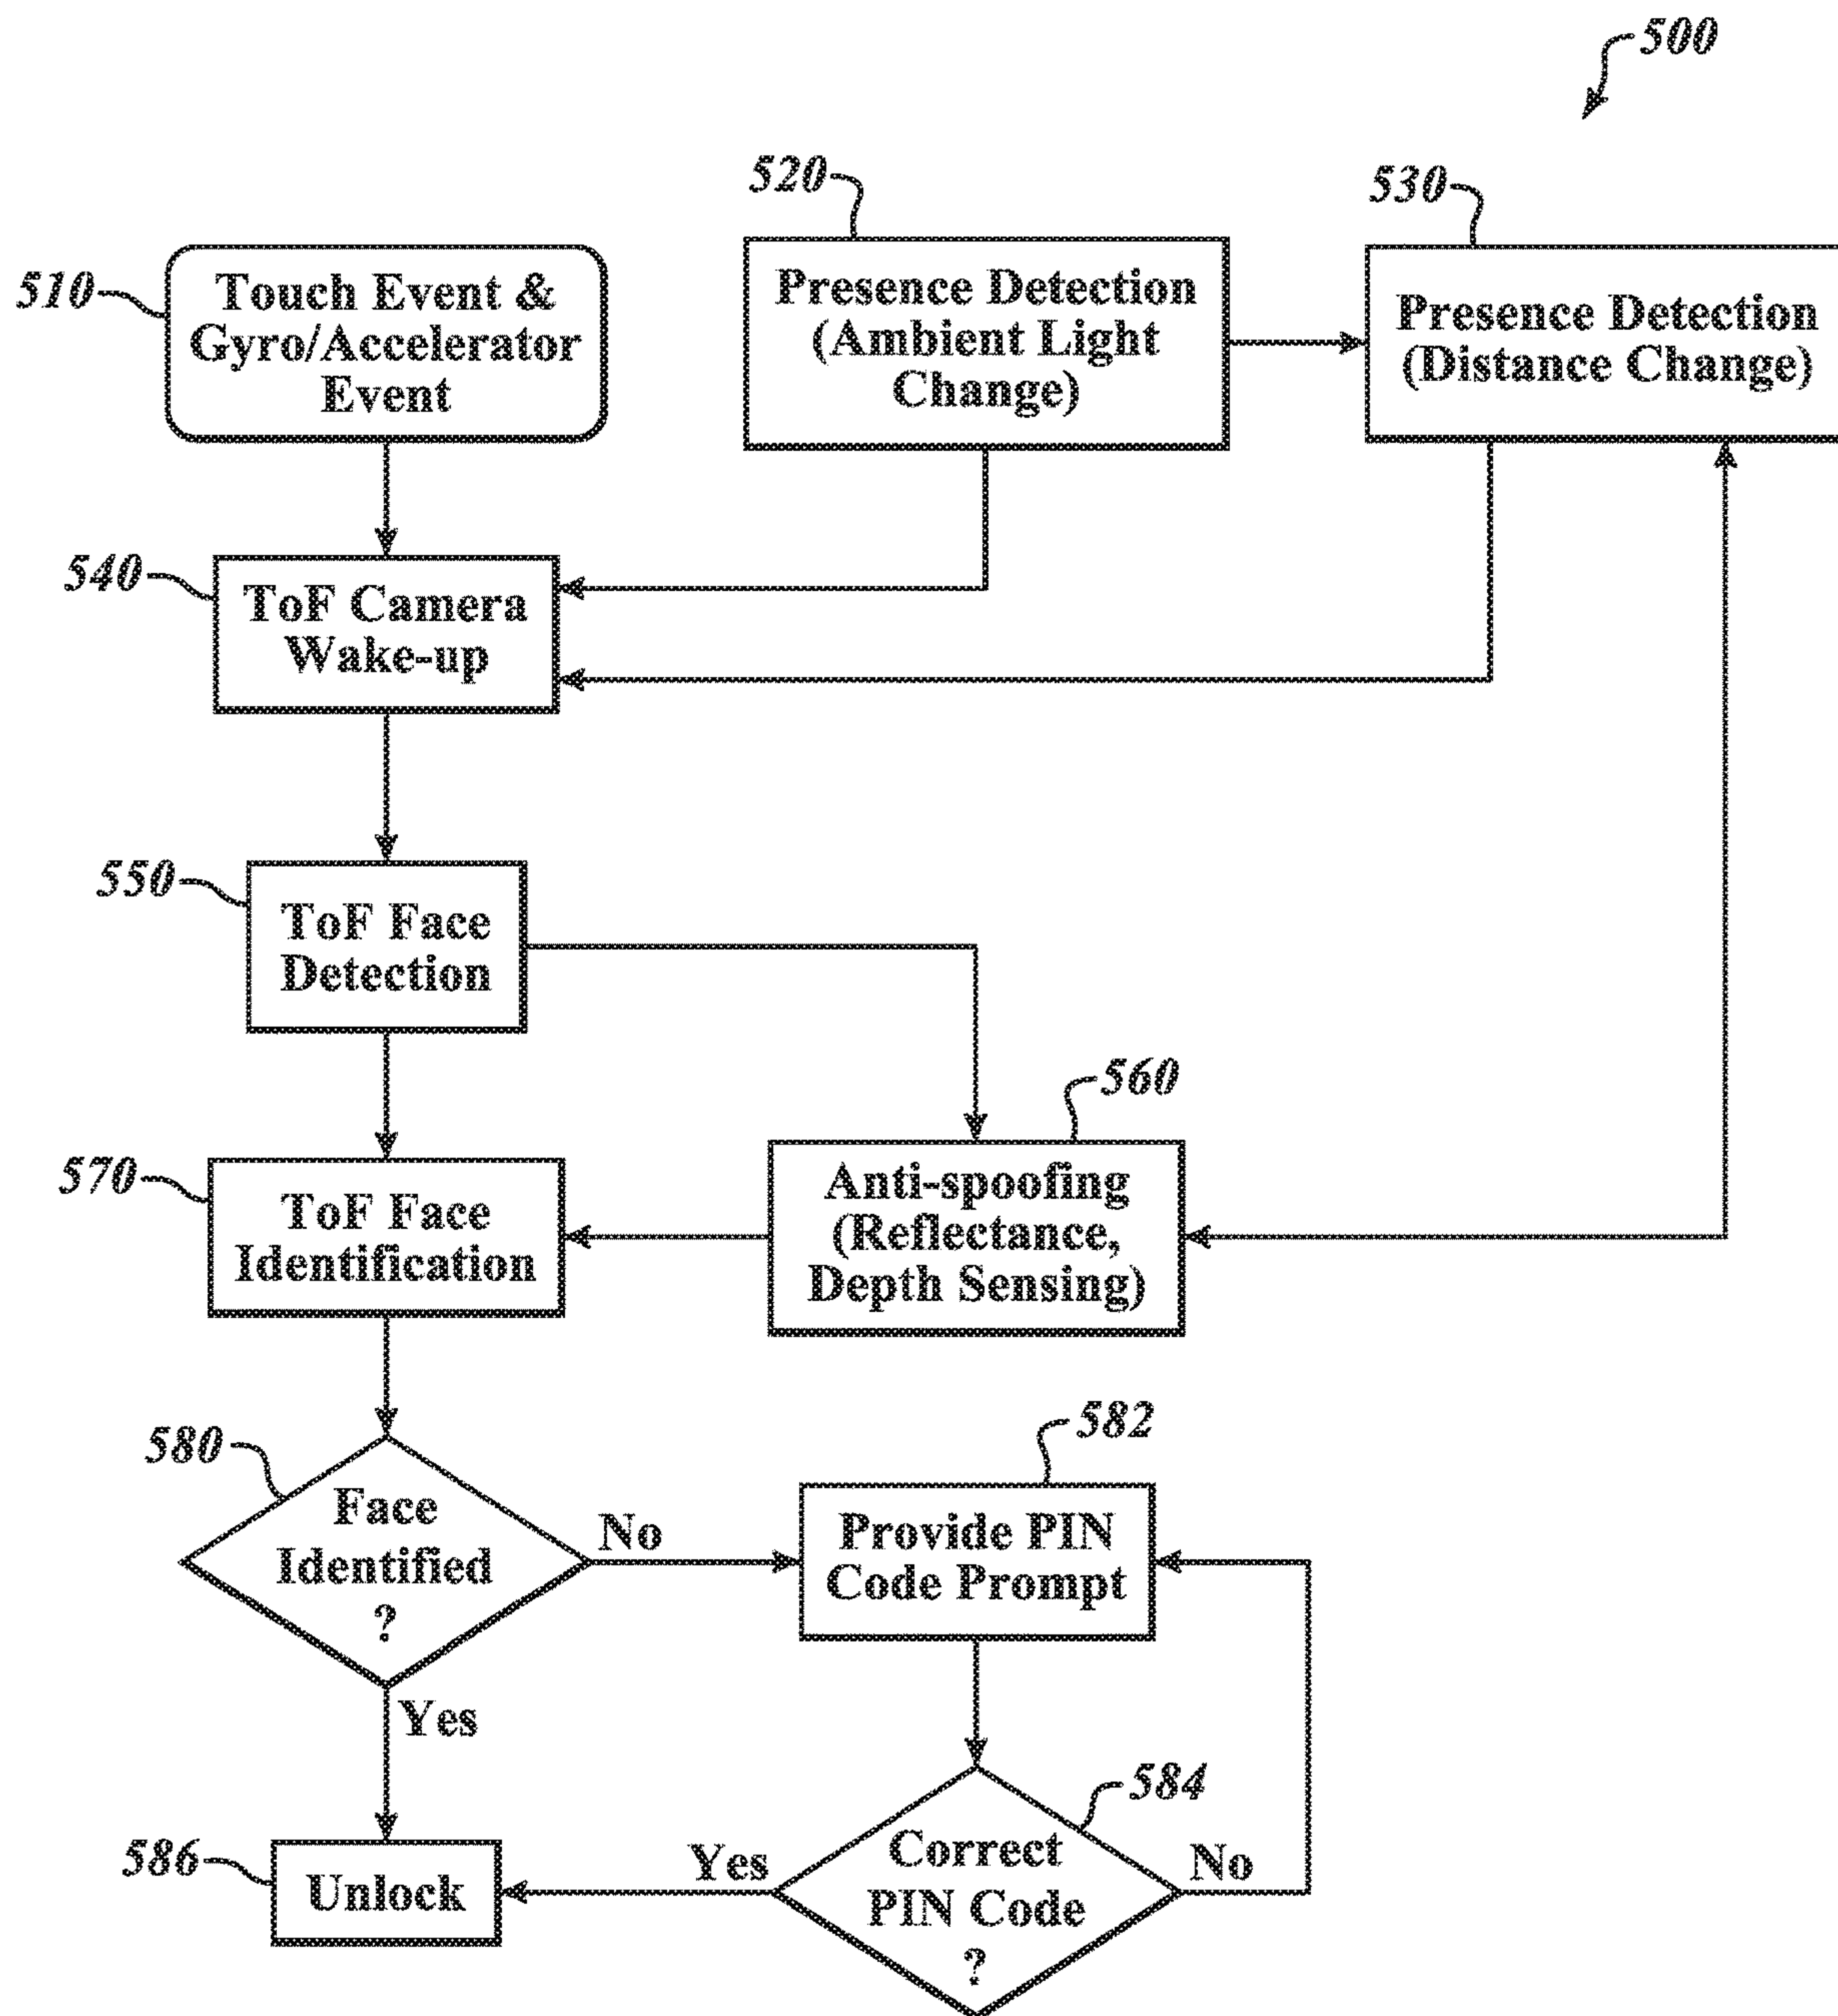 500
510
Touch Event &
Gyro/Accelerator
Event
520
Presence Detection
(Ambient Light
Change)
530
Presence Detection
(Distance Change)
540
ToF Camera
Wake-up
550
ToF Face
Detection
560
Anti-spoofing
(Reflectance,
Depth Sensing)
570
ToF Face
Identification
580
Face
Identified
?
No
Yes
582
Provide PIN
Code Prompt
584
Correct
PIN Code
?
Yes
No
586
Unlock